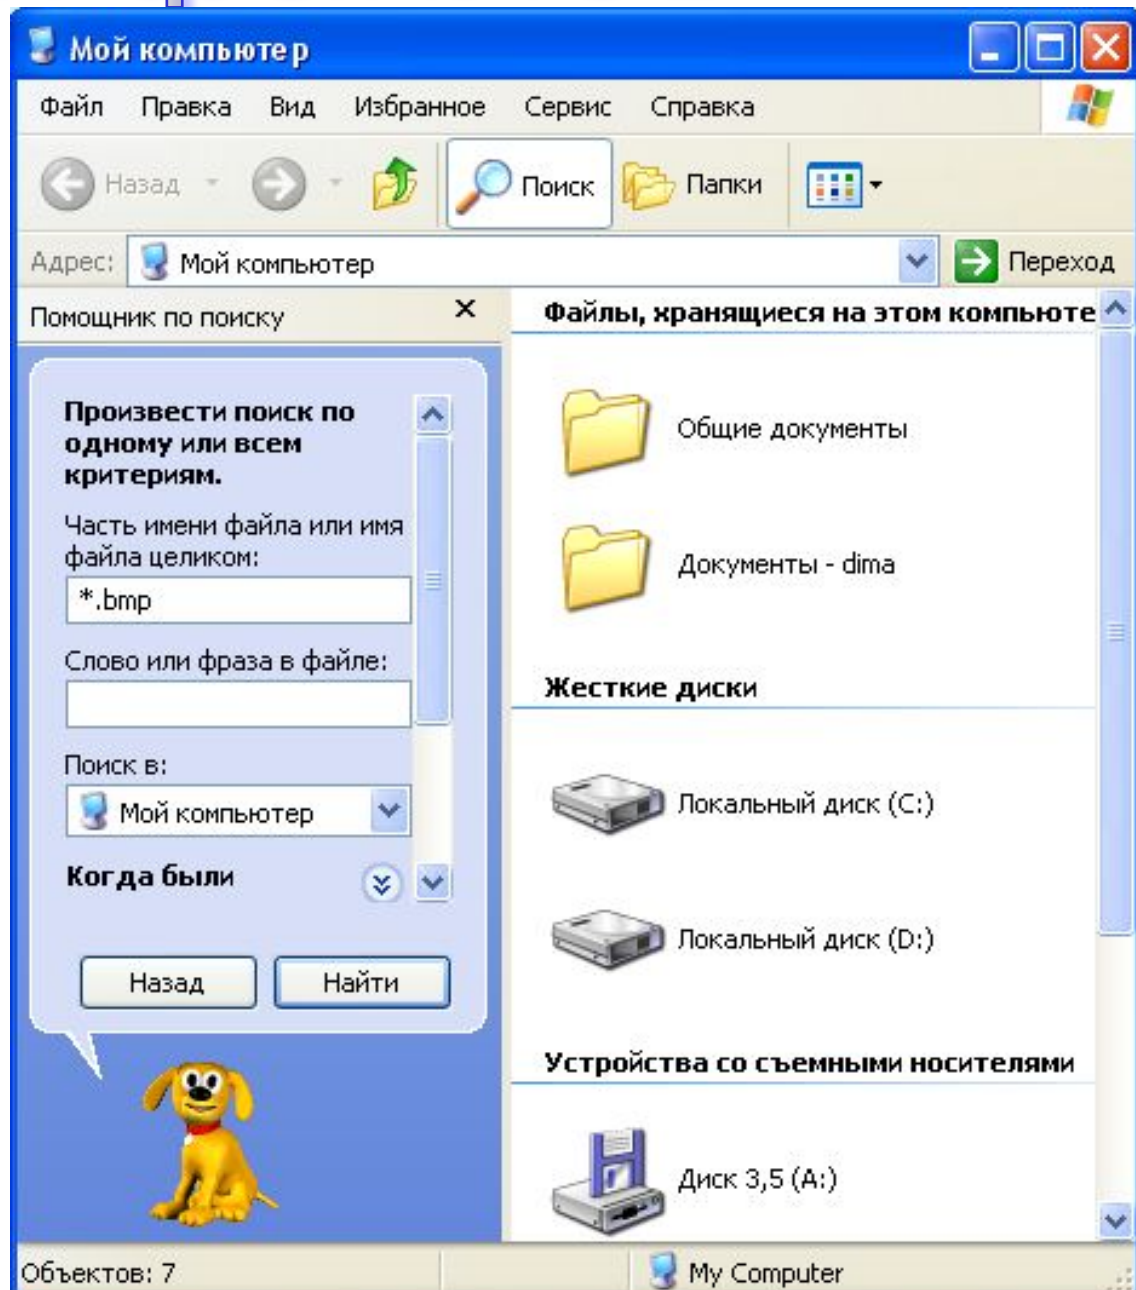 Мой компьютер
Файл Правка Вид Избранное Сервис Справка
Назад Поиск Папки
Адрес: Мой компьютер Переход
Помощник по поиску
Произвести поиск по
одному или всем
критериям.
Часть имени файла или имя
файла целиком:
*.bmp
Слово или фраза в файле:
Поиск в:
Мой компьютер
Когда были
Назад Найти
Файлы, хранящиеся на этом компьюте
Общие документы
Документы - dima
Жесткие диски
Локальный диск (C:)
Локальный диск (D:)
Устройства со съемными носителями
Диск 3,5 (A:)
Объектов: 7 My Computer